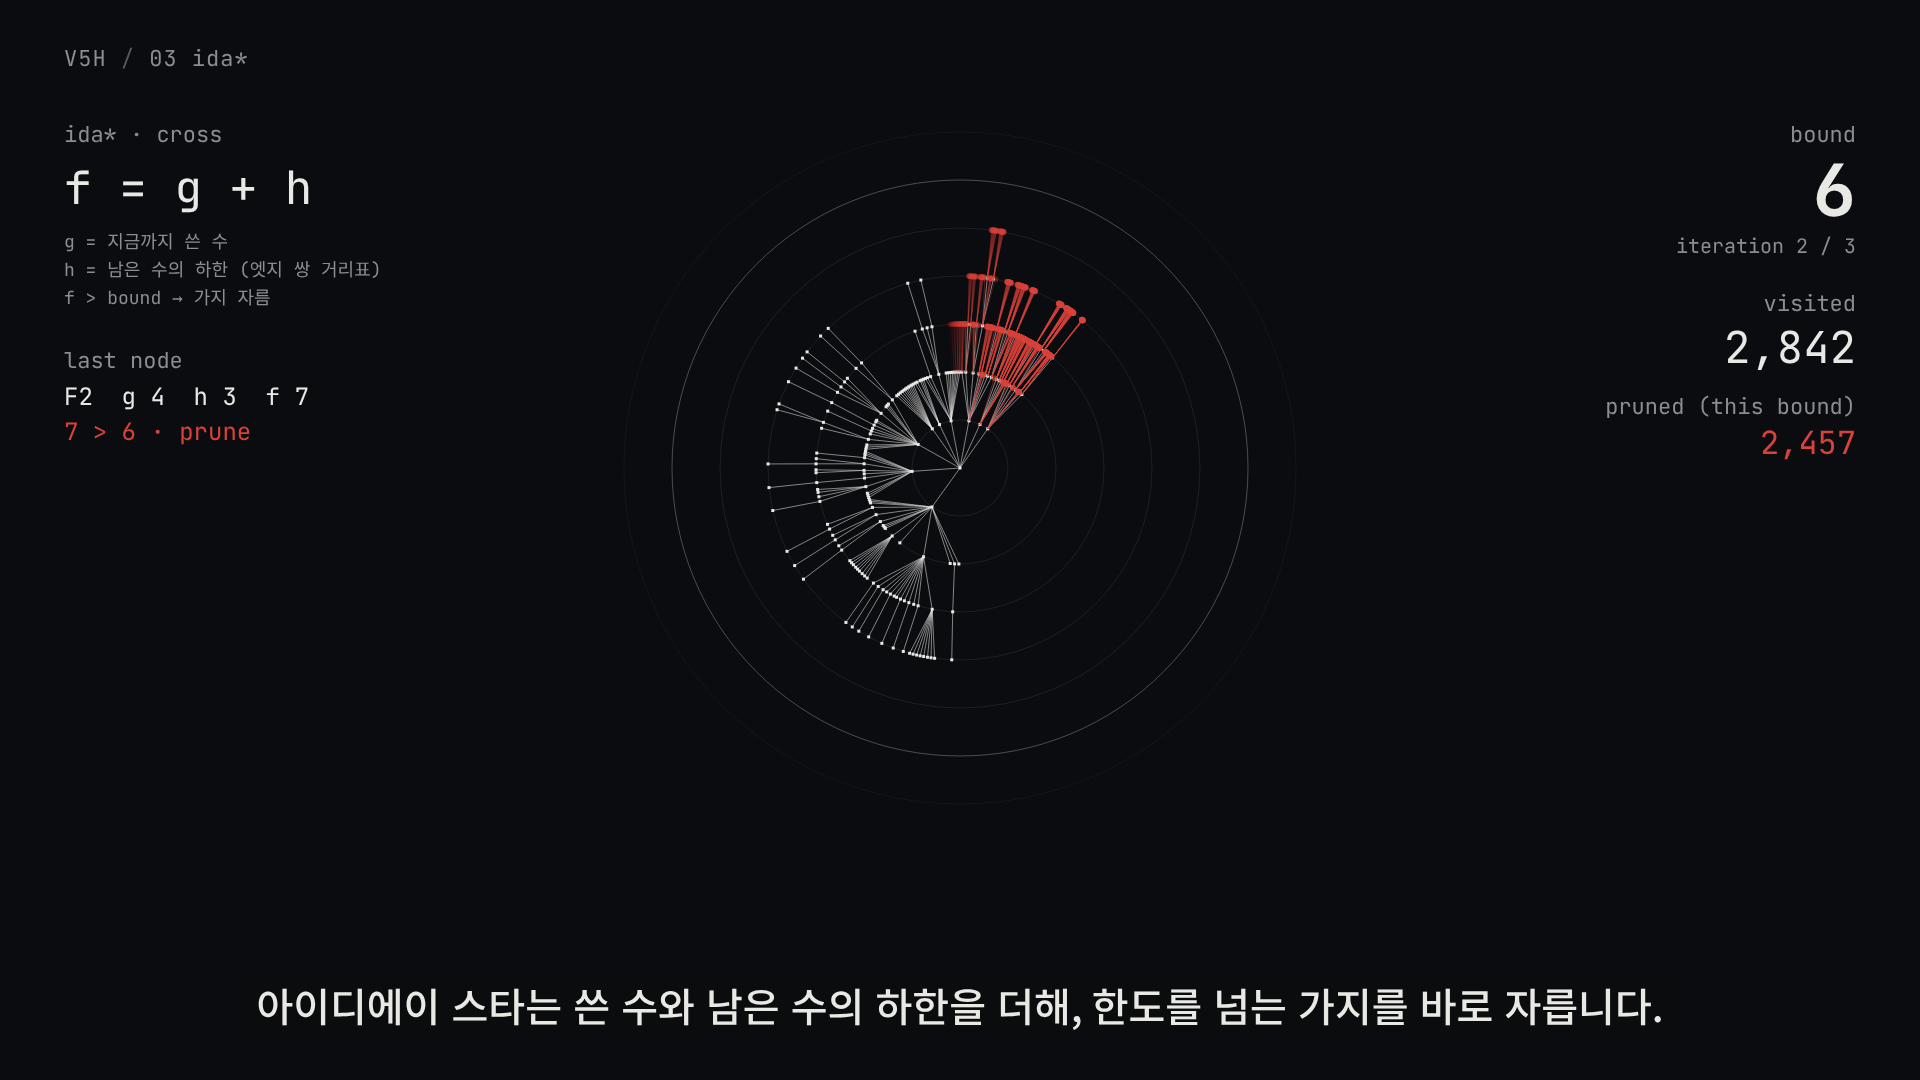 V5H / 03 ida*
ida* · cross
f = g + h
g = 지금까지 쓴 수
h = 남은 수의 하한 (엣지 쌍 거리표)
f > bound → 가지 자름
last node
F2 g 4 h 3 f 7
7 > 6 · prune
bound
6
iteration 2 / 3
visited
2,842
pruned (this bound)
2,457
아이디에이 스타는 쓴 수와 남은 수의 하한을 더해, 한도를 넘는 가지를 바로 자릅니다.